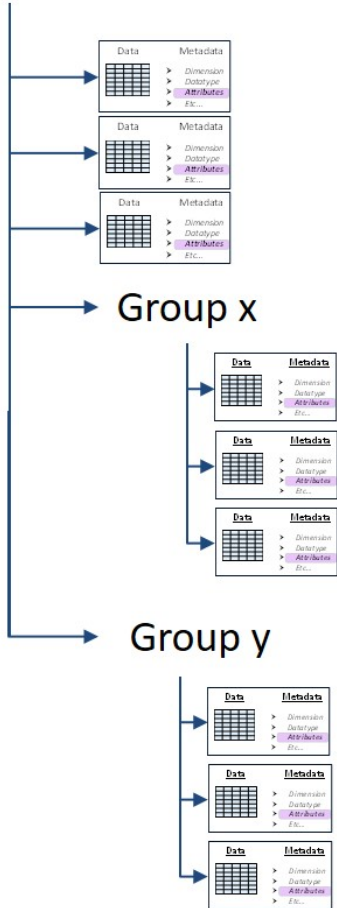 Data Metadata
Dimension
Datatype
Attributes
Etc...
Data Metadata
Dimension
Datatype
Attributes
Etc...
Data Metadata
Dimension
Datatype
Attributes
Etc...
Group x
Data Metadata
Dimension
Datatype
Attributes
Etc...
Data Metadata
Dimension
Datatype
Attributes
Etc...
Data Metadata
Dimension
Datatype
Attributes
Etc...
Group y
Data Metadata
Dimension
Datatype
Attributes
Etc...
Data Metadata
Dimension
Datatype
Attributes
Etc...
Data Metadata
Dimension
Datatype
Attributes
Etc...